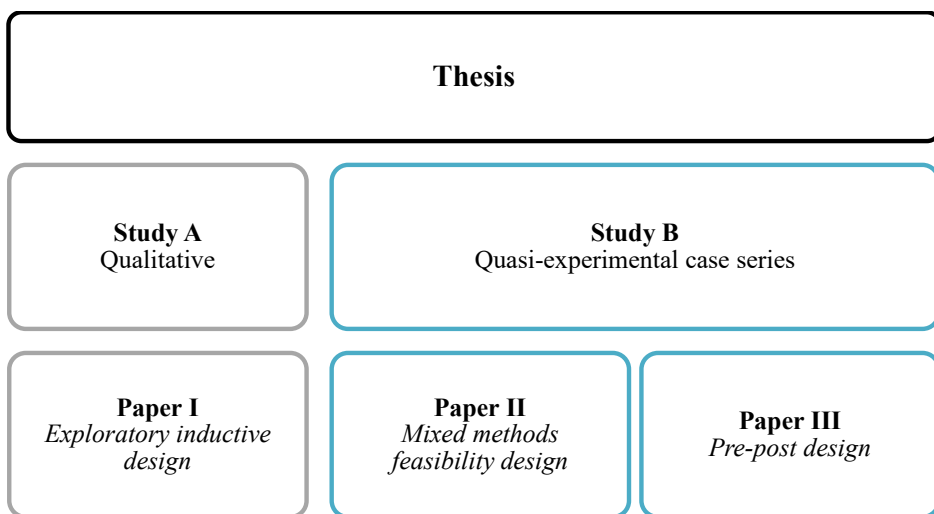 Thesis
Study A
Qualitative
Study B
Quasi-experimental case series
Paper I
Exploratory inductive
design
Paper II
Mixed methods
feasibility design
Paper III
Pre-post design